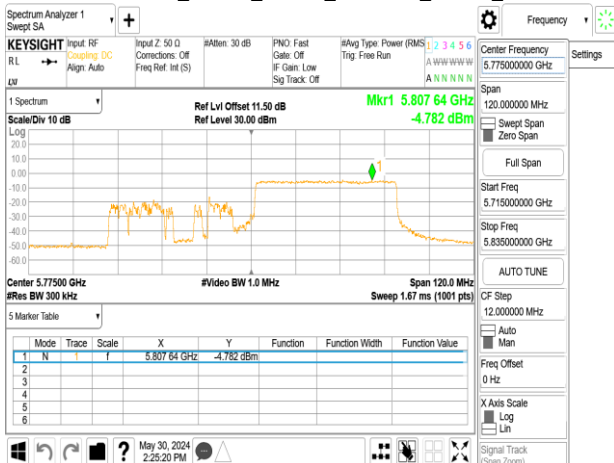 Spectrum Analyzer 1
Swept SA
Frequency
Settings
KEYSIGHT
RL
Input: RF
Coupling: DC
Align: Auto
Input Z: 50 Ω
Corrections: Off
Freq Ref: Int (S)
#Atten: 30 dB
PNO: Fast
Gate: Off
IF Gain: Low
Sig Track: Off
#Avg Type: Power (RMS
Trig: Free Run
1 2 3 4 5 6
A W W W W W
A N N N N N
1 Spectrum
Scale/Div 10 dB
Ref Lvl Offset 11.50 dB
Ref Level 30.00 dBm
Mkr1 5.807 64 GHz
-4.782 dBm
Log
20.0
10.0
0.00
-10.0
-20.0
-30.0
-40.0
-50.0
-60.0
1
Center 5.77500 GHz
#Res BW 300 kHz
#Video BW 1.0 MHz
Span 120.0 MHz
Sweep 1.67 ms (1001 pts)
5 Marker Table
Mode Trace Scale X Y Function Function Width Function Value
1 N 1 f 5.807 64 GHz -4.782 dBm
2
3
4
5
6
May 30, 2024
2:25:20 PM
?
Center Frequency
5.775000000 GHz
Span
120.000000 MHz
Swept Span
Zero Span
Full Span
Start Freq
5.715000000 GHz
Stop Freq
5.835000000 GHz
AUTO TUNE
CF Step
12.000000 MHz
Auto
Man
Freq Offset
0 Hz
X Axis Scale
Log
Lin
Signal Track
(Span Zoom)